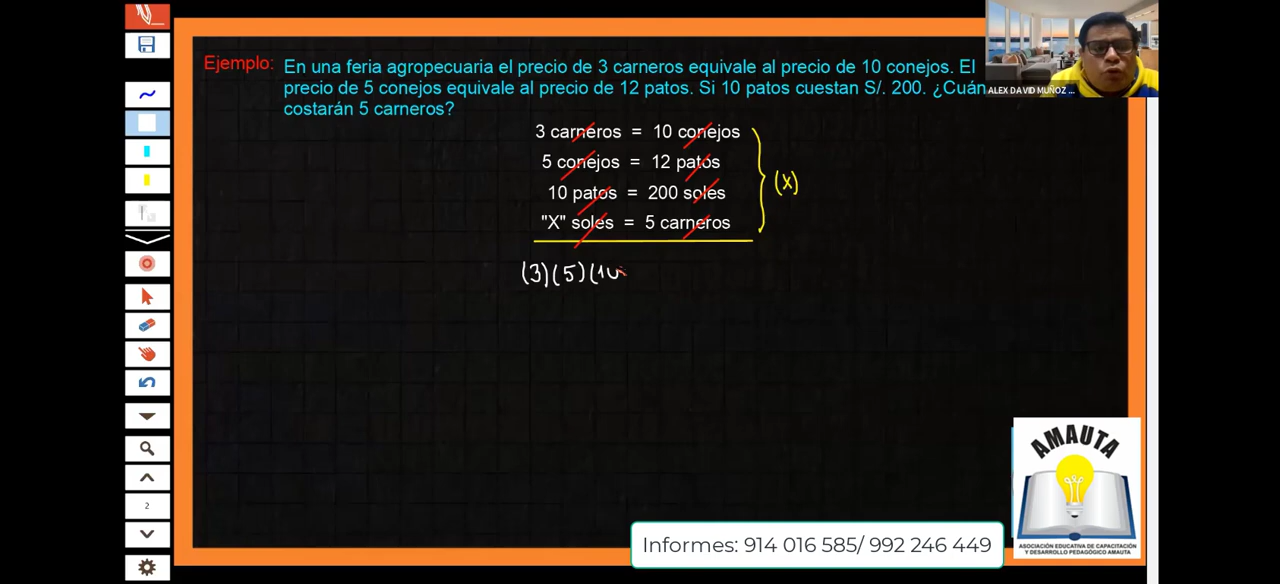 Ejemplo: En una feria agropecuaria el precio de 3 carneros equivale al precio de 10 conejos. El
precio de 5 conejos equivale al precio de 12 patos. Si 10 patos cuestan S/. 200. ¿Cuán
costarán 5 carneros?
3 carneros = 10 conejos
5 conejos = 12 patos
10 patos = 200 soles
"X" soles = 5 carneros
(X)
(3)(5)(10
ALEX DAVID MUÑOZ ...
2
AMAUTA
ASOCIACIÓN EDUCATIVA DE CAPACITACIÓN
Y DESARROLLO PEDAGÓGICO AMAUTA
Informes: 914 016 585/ 992 246 449